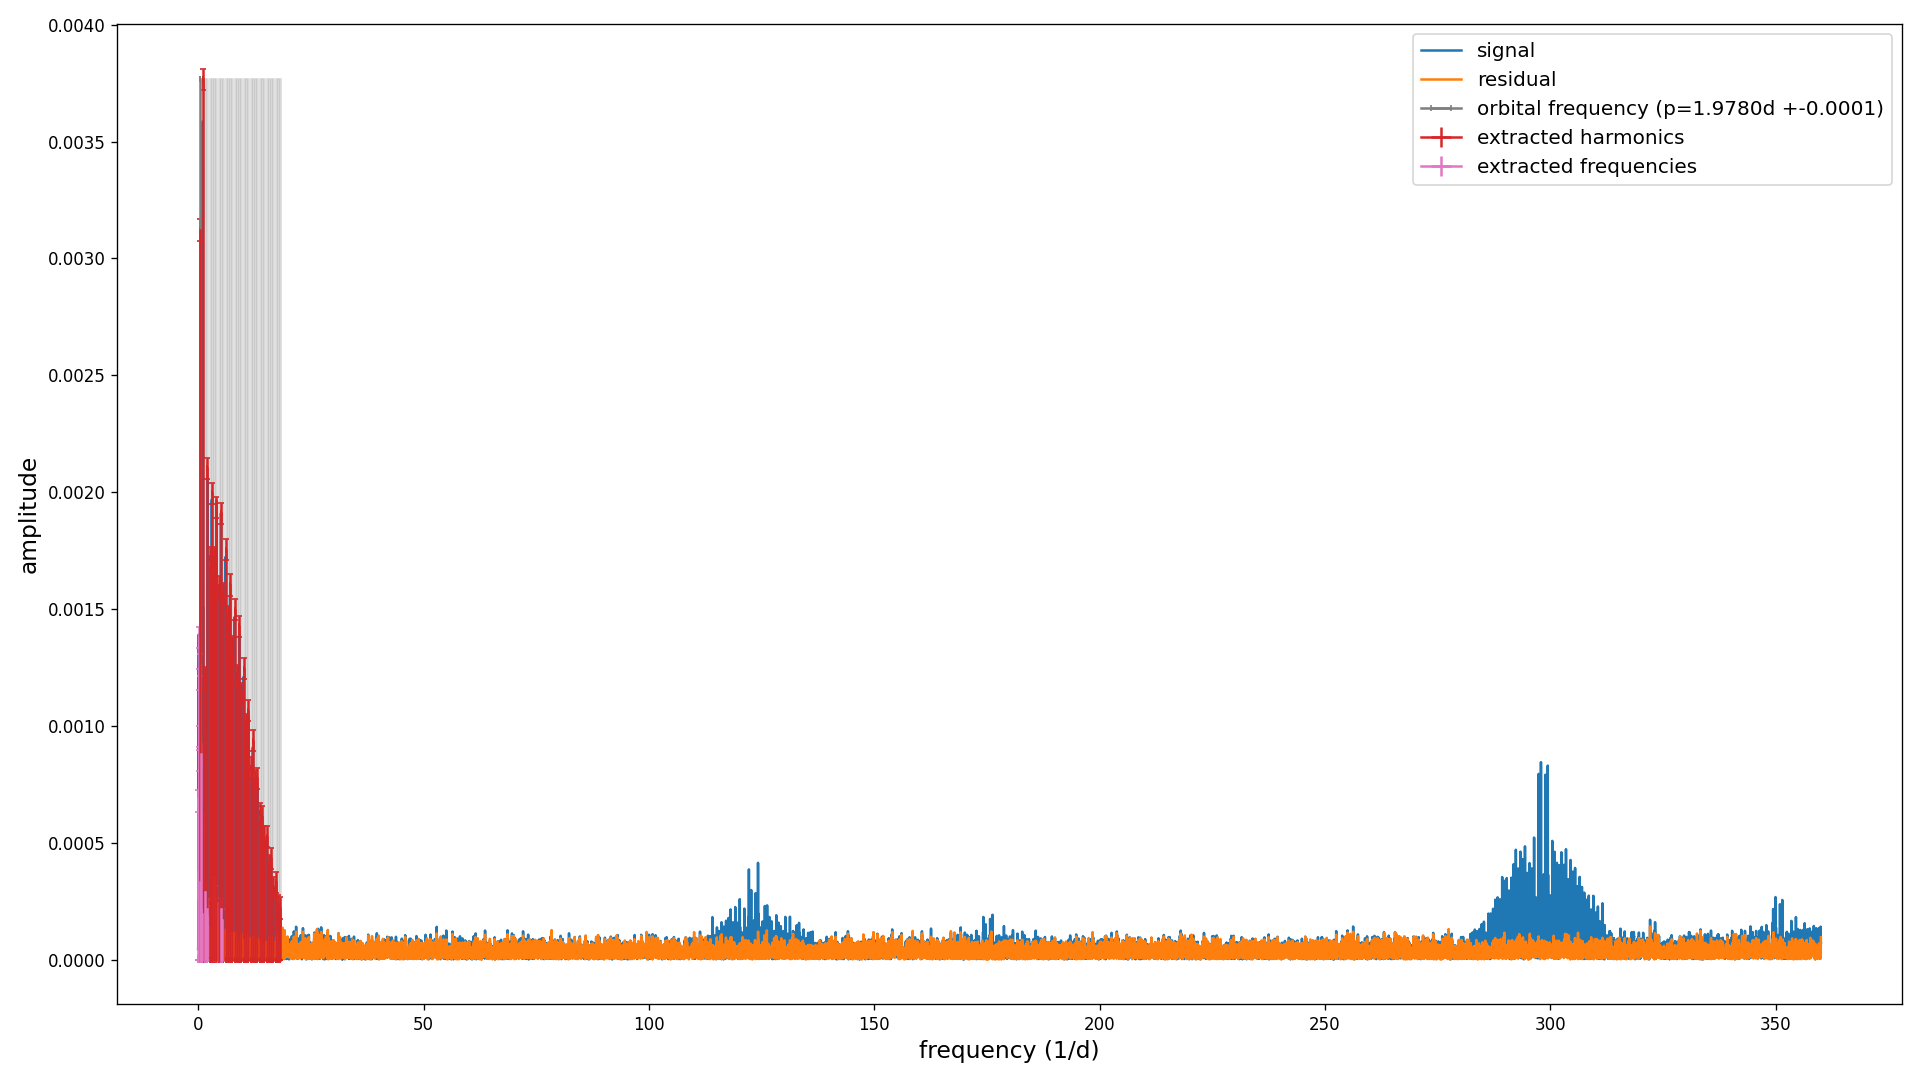 0.0040
0.0035
0.0030
0.0025
0.0020
0.0015
0.0010
0.0005
0.0000
amplitude
signal
residual
orbital frequency (p=1.9780d +-0.0001)
extracted harmonics
extracted frequencies
0 50 100 150 200 250 300 350
frequency (1/d)